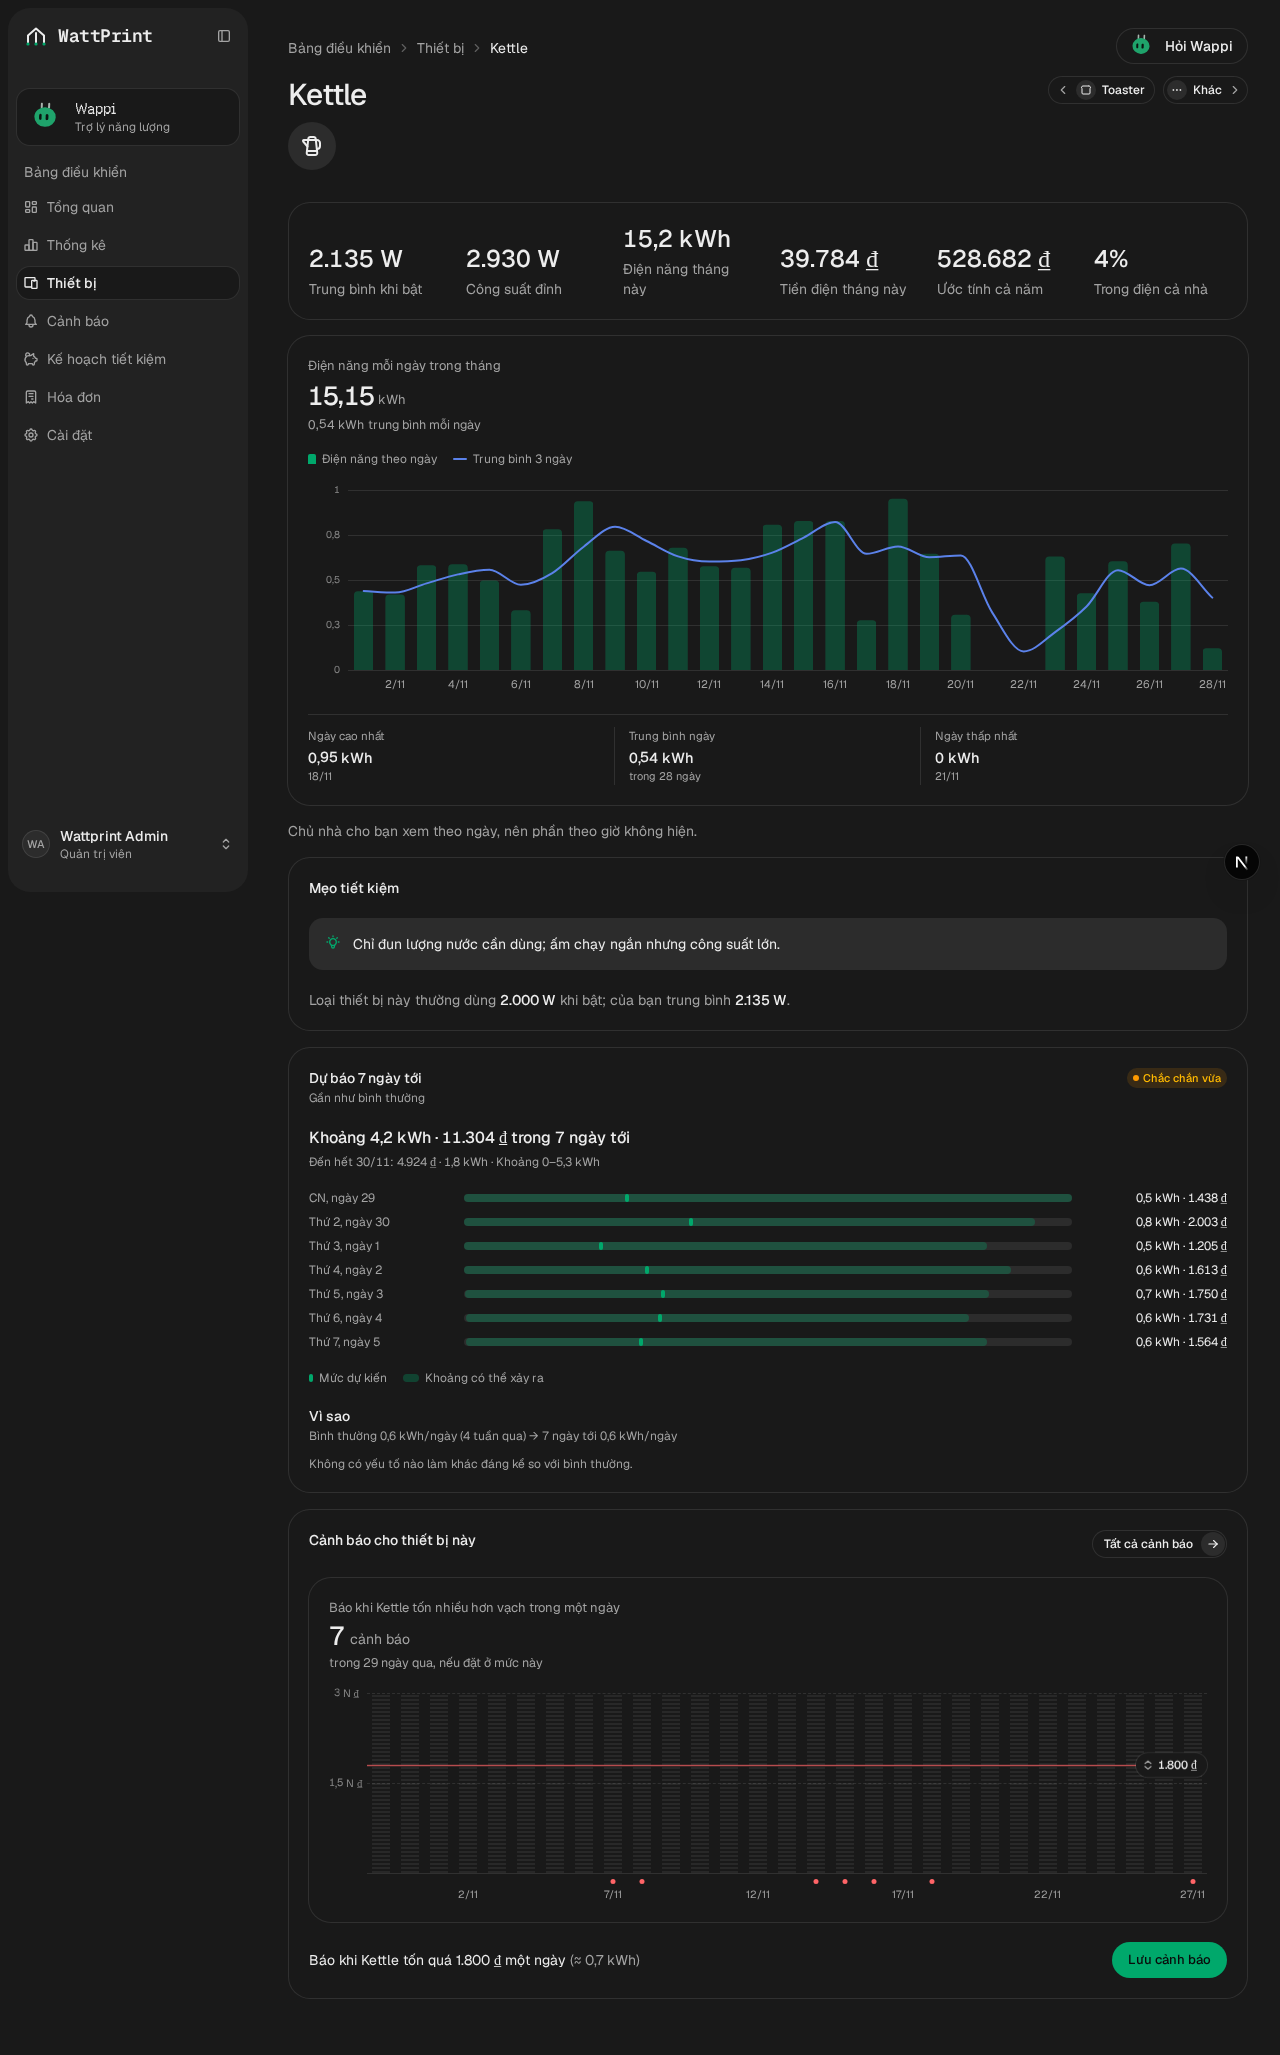 WattPrint
Wappi
Trợ lý năng lượng
Bảng điều khiển
Tổng quan
Thống kê
Thiết bị
Cảnh báo
Kế hoạch tiết kiệm
Hóa đơn
Cài đặt
WA
Wattprint Admin
Quản trị viên
Bảng điều khiển > Thiết bị > Kettle
Hỏi Wappi
Kettle
Toaster
Khác
2.135 W
Trung bình khi bật
2.930 W
Công suất đỉnh
15,2 kWh
Điện năng tháng
này
39.784 ₫
Tiền điện tháng này
528.682 ₫
Ước tính cả năm
4%
Trong điện cả nhà
Điện năng mỗi ngày trong tháng
15,15 kWh
0,54 kWh trung bình mỗi ngày
Điện năng theo ngày
Trung bình 3 ngày
1
0,8
0,5
0,3
0
2/11 4/11 6/11 8/11 10/11 12/11 14/11 16/11 18/11 20/11 22/11 24/11 26/11 28/11
Ngày cao nhất
0,95 kWh
18/11
Trung bình ngày
0,54 kWh
trong 28 ngày
Ngày thấp nhất
0 kWh
21/11
Chủ nhà cho bạn xem theo ngày, nên phần theo giờ không hiện.
N
Mẹo tiết kiệm
Chỉ đun lượng nước cần dùng; ấm chạy ngắn nhưng công suất lớn.
Loại thiết bị này thường dùng 2.000 W khi bật; của bạn trung bình 2.135 W.
Dự báo 7 ngày tới
Chắc chắn vừa
Gần như bình thường
Khoảng 4,2 kWh · 11.304 ₫ trong 7 ngày tới
Đến hết 30/11: 4.924 ₫ · 1,8 kWh · Khoảng 0–5,3 kWh
CN, ngày 29 0,5 kWh · 1.438 ₫
Thứ 2, ngày 30 0,8 kWh · 2.003 ₫
Thứ 3, ngày 1 0,5 kWh · 1.205 ₫
Thứ 4, ngày 2 0,6 kWh · 1.613 ₫
Thứ 5, ngày 3 0,7 kWh · 1.750 ₫
Thứ 6, ngày 4 0,6 kWh · 1.731 ₫
Thứ 7, ngày 5 0,6 kWh · 1.564 ₫
Mức dự kiến
Khoảng có thể xảy ra
Vì sao
Bình thường 0,6 kWh/ngày (4 tuần qua) → 7 ngày tới 0,6 kWh/ngày
Không có yếu tố nào làm khác đáng kể so với bình thường.
Cảnh báo cho thiết bị này
Tất cả cảnh báo →
Báo khi Kettle tốn nhiều hơn vạch trong một ngày
7 cảnh báo
trong 29 ngày qua, nếu đặt ở mức này
3 N ₫
1.800 ₫
1,5 N ₫
2/11 7/11 12/11 17/11 22/11 27/11
Báo khi Kettle tốn quá 1.800 ₫ một ngày (≈ 0,7 kWh)
Lưu cảnh báo